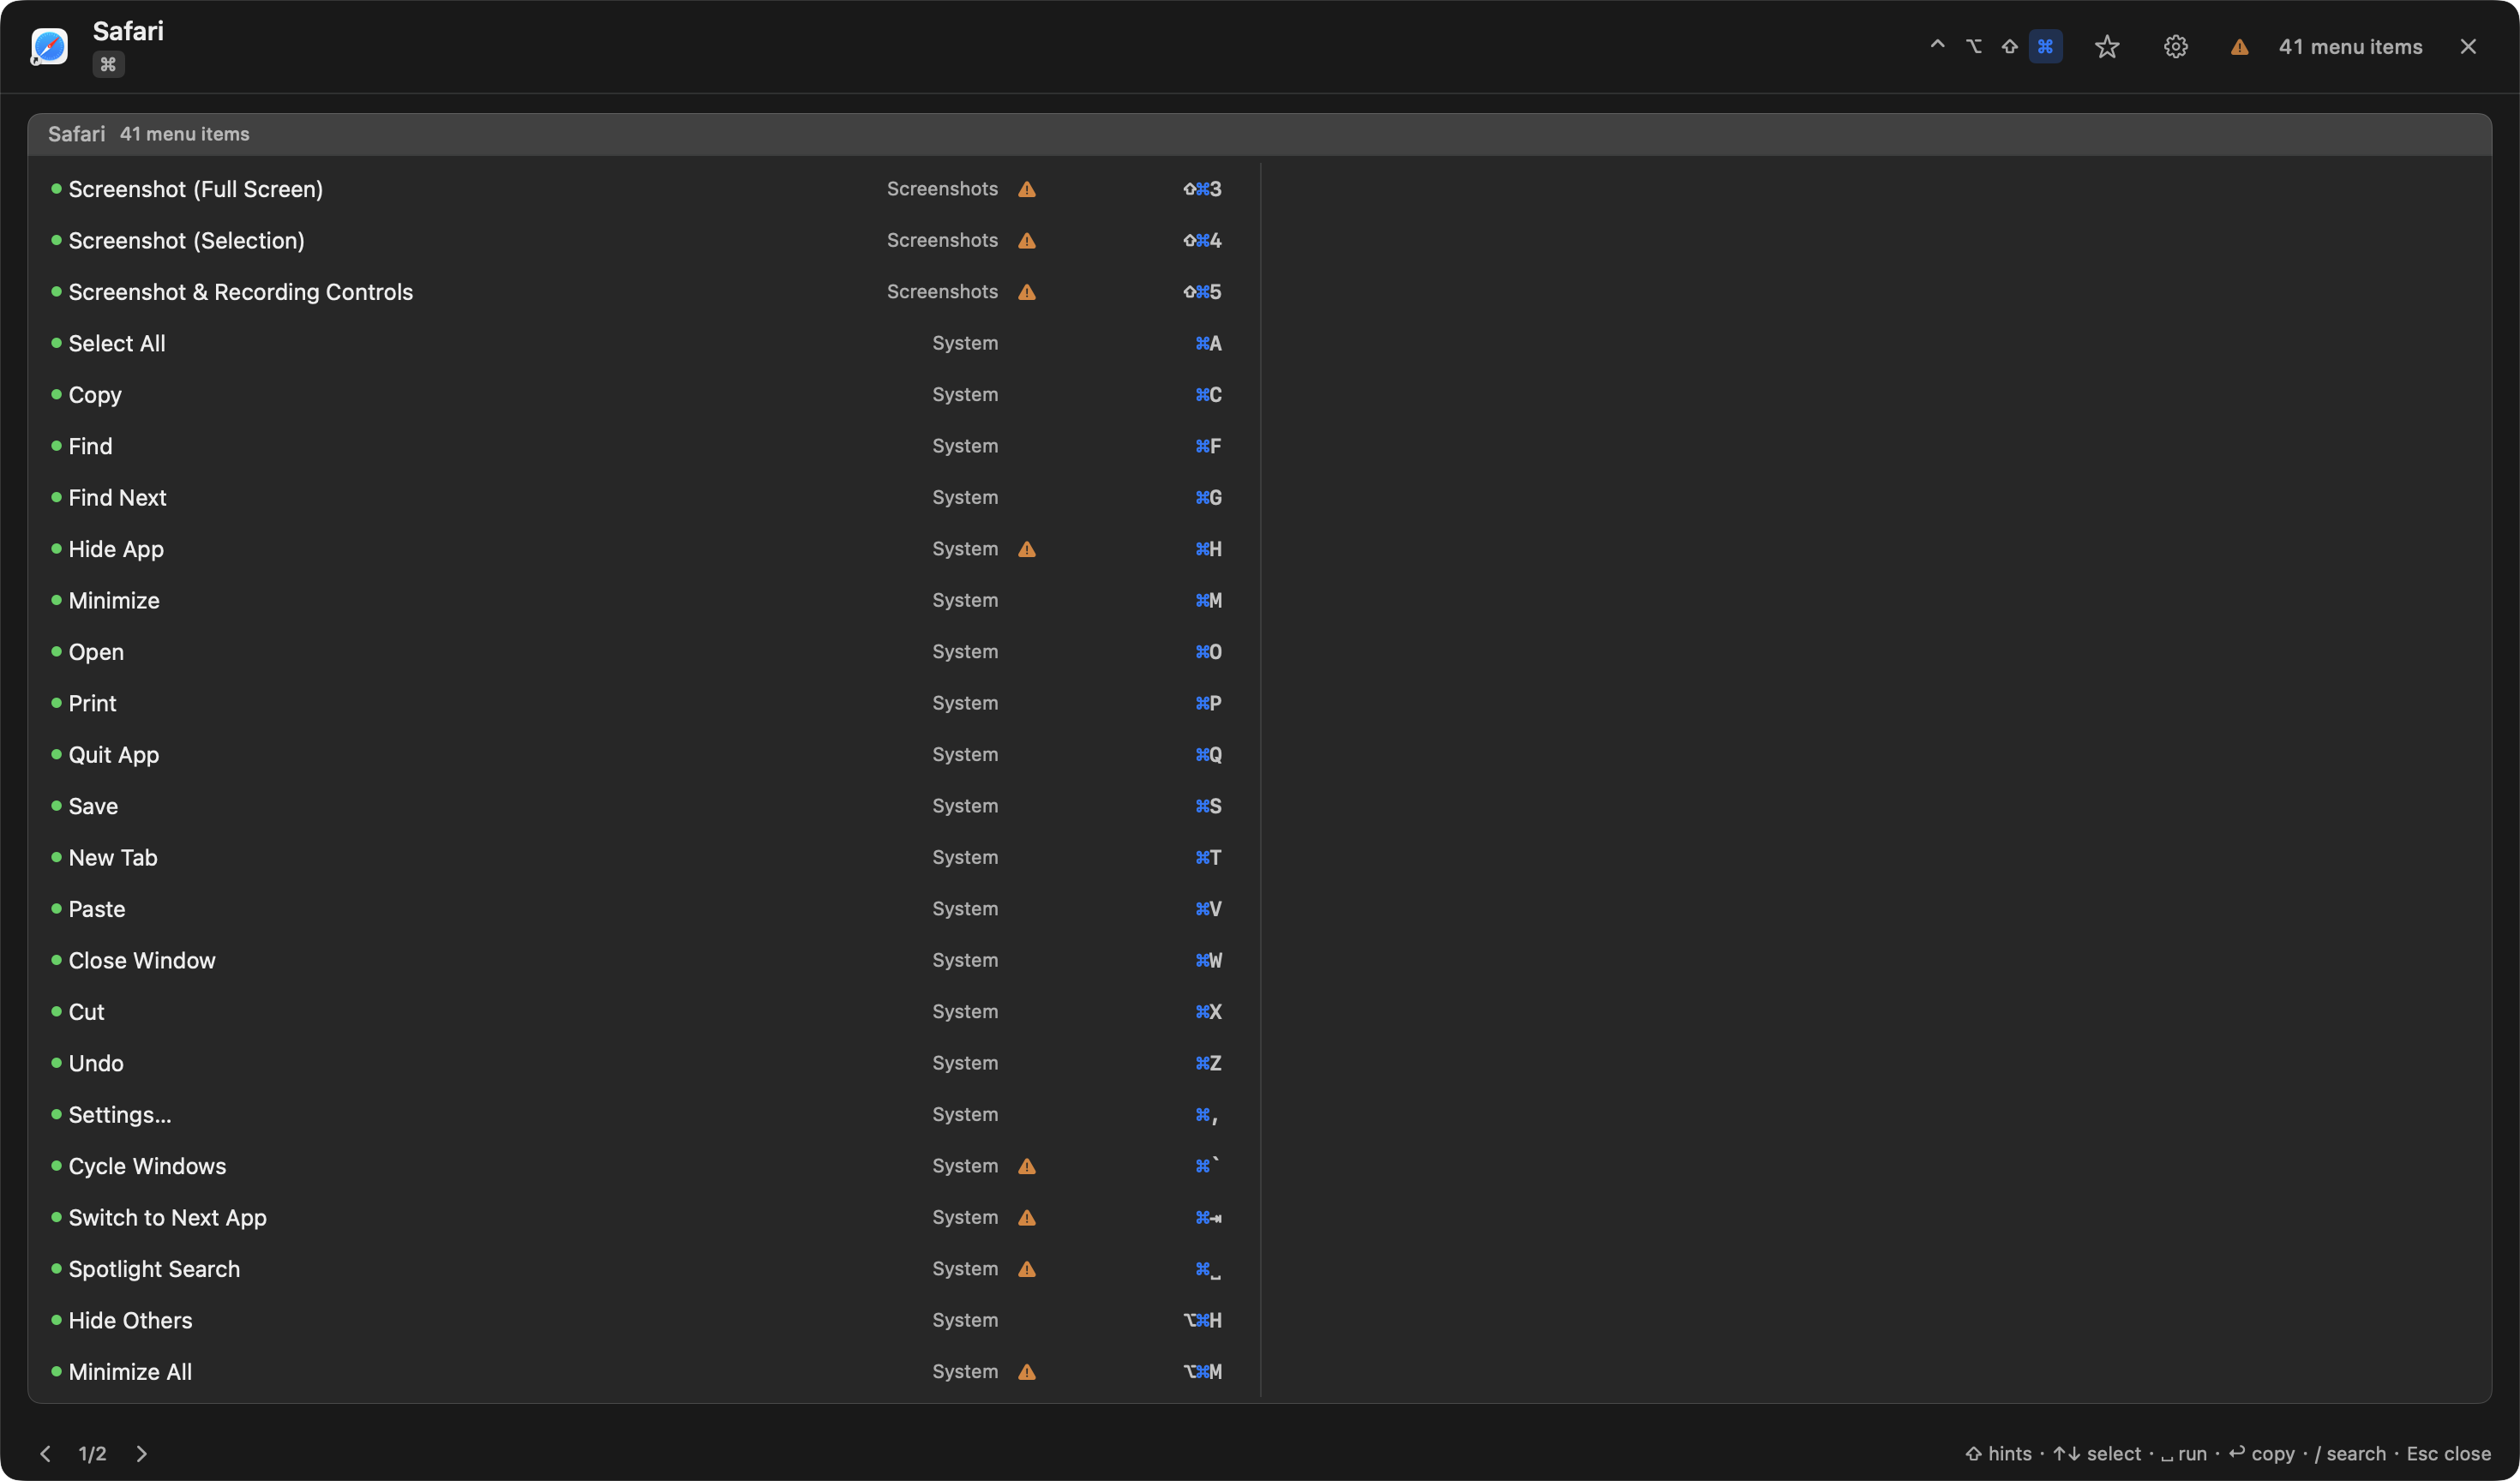 Safari
⌘
⌃ ⌥ ⇧ ⌘ 41 menu items
Safari 41 menu items
Screenshot (Full Screen) Screenshots ⇧⌘3
Screenshot (Selection) Screenshots ⇧⌘4
Screenshot & Recording Controls Screenshots ⇧⌘5
Select All System ⌘A
Copy System ⌘C
Find System ⌘F
Find Next System ⌘G
Hide App System ⌘H
Minimize System ⌘M
Open System ⌘O
Print System ⌘P
Quit App System ⌘Q
Save System ⌘S
New Tab System ⌘T
Paste System ⌘V
Close Window System ⌘W
Cut System ⌘X
Undo System ⌘Z
Settings... System ⌘,
Cycle Windows System ⌘`
Switch to Next App System ⌘⇥
Spotlight Search System ⌘␣
Hide Others System ⌥⌘H
Minimize All System ⌥⌘M
1/2
⇧ hints · ↑↓ select · ␣ run · ↩ copy · / search · Esc close